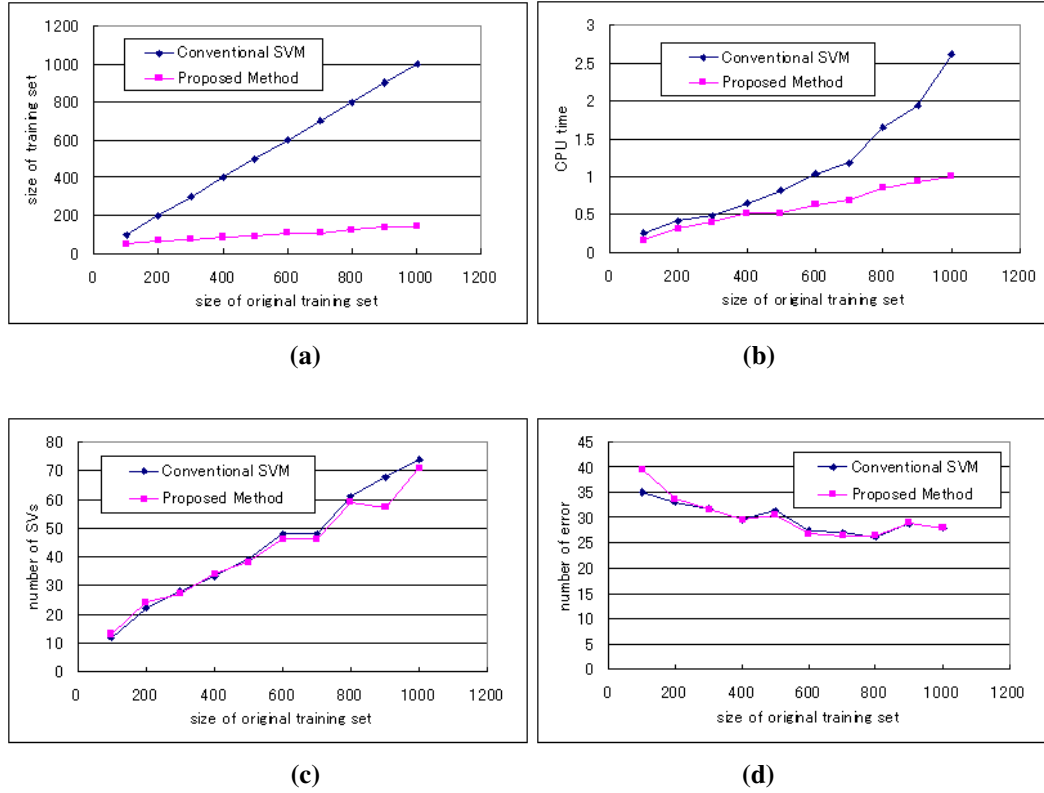 1200
1000
800
600
400
200
0
size of training set
Conventional SVM
Proposed Method
0 200 400 600 800 1000 1200
size of original training set
(a)
3
2.5
2
1.5
1
0.5
0
CPU time
Conventional SVM
Proposed Method
0 200 400 600 800 1000 1200
size of original training set
(b)
80
70
60
50
40
30
20
10
0
number of SVs
Conventional SVM
Proposed Method
0 200 400 600 800 1000 1200
size of original training set
(c)
45
40
35
30
25
20
15
10
5
0
number of error
Conventional SVM
Proposed Method
0 200 400 600 800 1000 1200
size of original training set
(d)